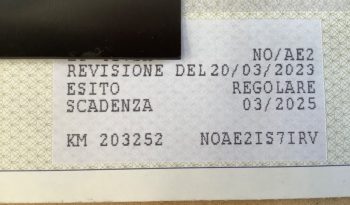 NO/AE2
REVISIONE DEL 20/03/2023
ESITO REGOLARE
SCADENZA 03/2025
KM 203252 NOAE2IS7IRV